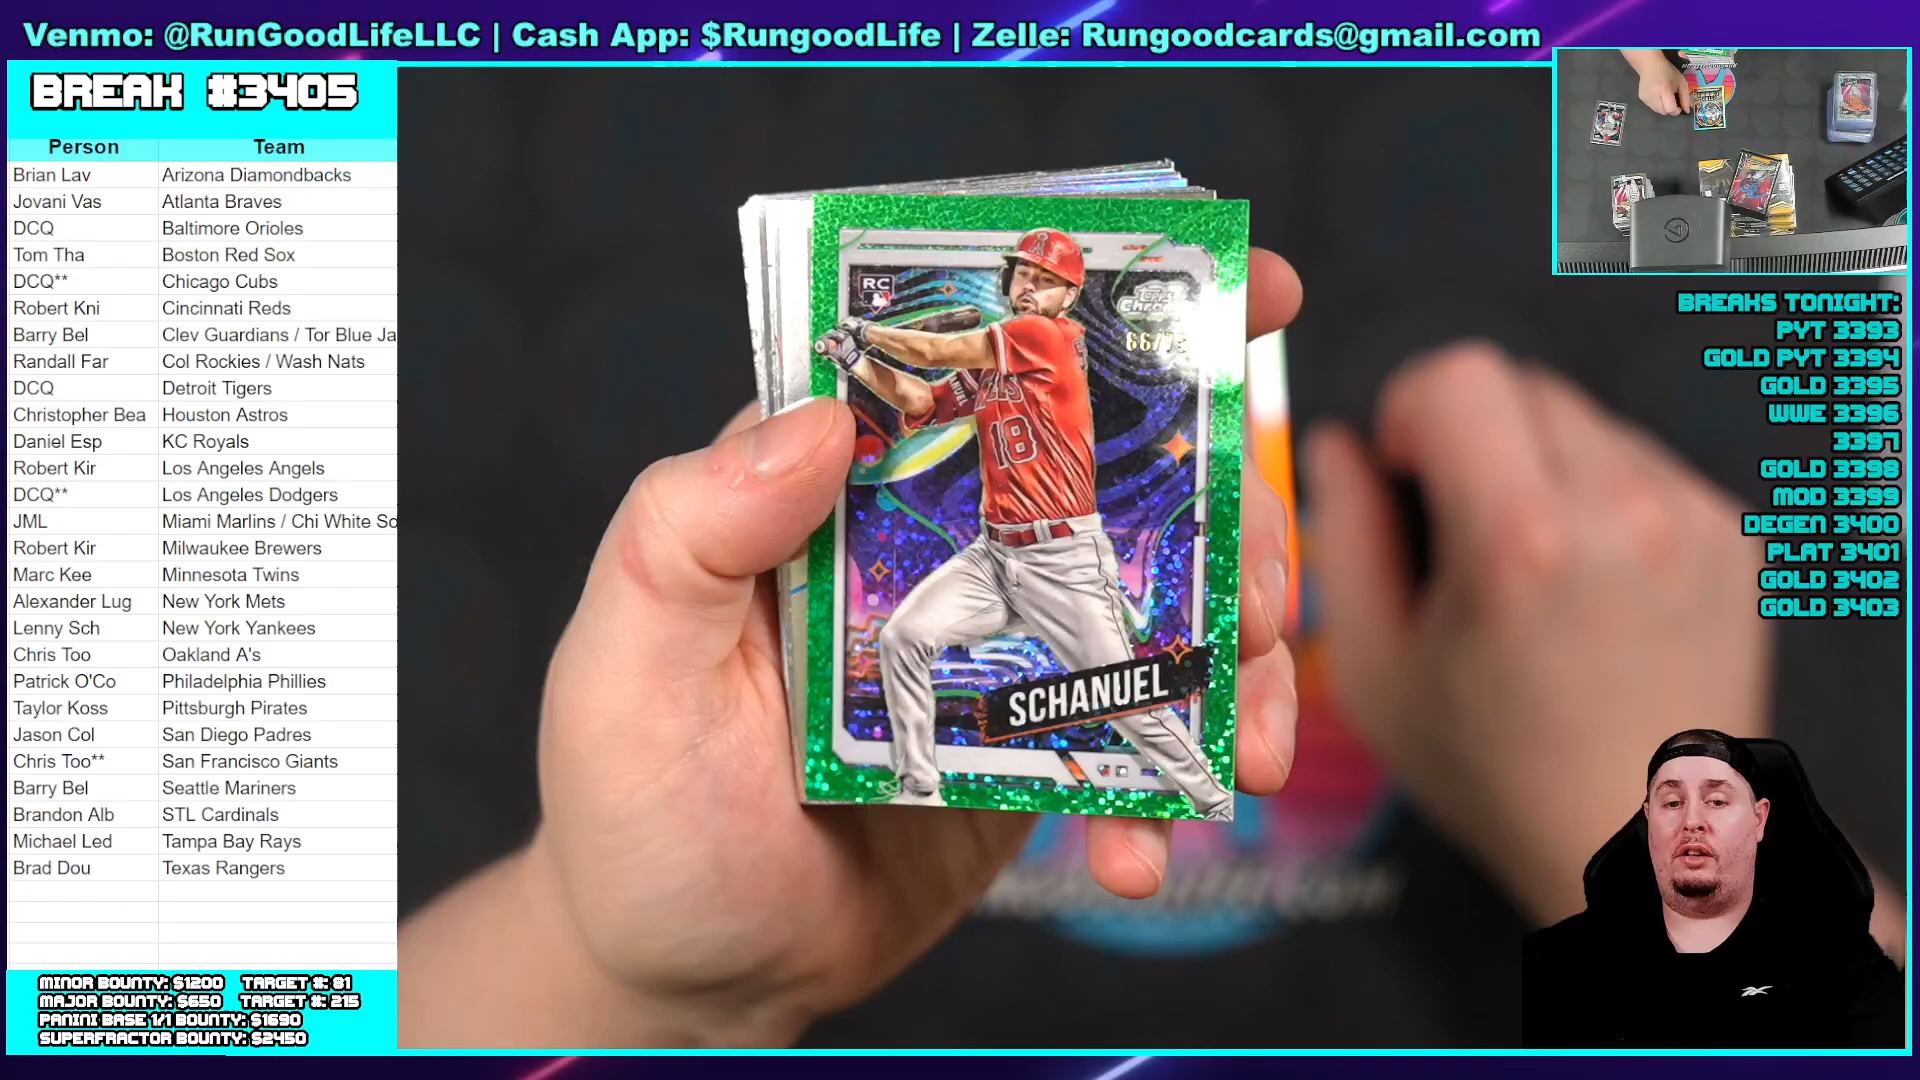 Venmo: @RunGoodLifeLLC | Cash App: $RungoodLife | Zelle: Rungoodcards@gmail.com
BREAK #3405
Person Team
Brian Lav Arizona Diamondbacks
Jovani Vas Atlanta Braves
DCQ Baltimore Orioles
Tom Tha Boston Red Sox
DCQ** Chicago Cubs
Robert Kni Cincinnati Reds
Barry Bel Clev Guardians / Tor Blue Ja
Randall Far Col Rockies / Wash Nats
DCQ Detroit Tigers
Christopher Bea Houston Astros
Daniel Esp KC Royals
Robert Kir Los Angeles Angels
DCQ** Los Angeles Dodgers
JML Miami Marlins / Chi White So
Robert Kir Milwaukee Brewers
Marc Kee Minnesota Twins
Alexander Lug New York Mets
Lenny Sch New York Yankees
Chris Too Oakland A's
Patrick O'Co Philadelphia Phillies
Taylor Koss Pittsburgh Pirates
Jason Col San Diego Padres
Chris Too** San Francisco Giants
Barry Bel Seattle Mariners
Brandon Alb STL Cardinals
Michael Led Tampa Bay Rays
Brad Dou Texas Rangers
MINOR BOUNTY: $1200 TARGET #: 81
MAJOR BOUNTY: $650 TARGET #: 215
PANINI BASE 1/1 BOUNTY: $1690
SUPERFRACTOR BOUNTY: $2450
RC
Topps
Chrome
18
SCHANUEL
BREAKS TONIGHT:
PYT 3393
GOLD PYT 3394
GOLD 3395
WWE 3396
3397
GOLD 3398
MOD 3399
DEGEN 3400
PLAT 3401
GOLD 3402
GOLD 3403